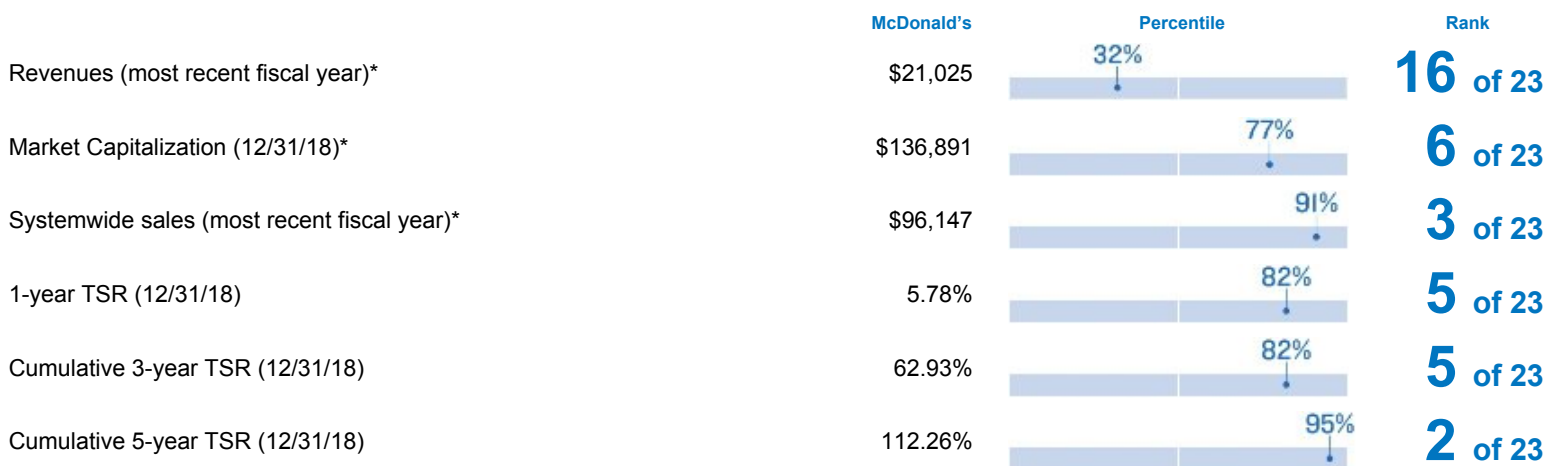 McDonald's Percentile Rank
Revenues (most recent fiscal year)* $21,025 32% 16 of 23
Market Capitalization (12/31/18)* $136,891 77% 6 of 23
Systemwide sales (most recent fiscal year)* $96,147 91% 3 of 23
1-year TSR (12/31/18) 5.78% 82% 5 of 23
Cumulative 3-year TSR (12/31/18) 62.93% 82% 5 of 23
Cumulative 5-year TSR (12/31/18) 112.26% 95% 2 of 23